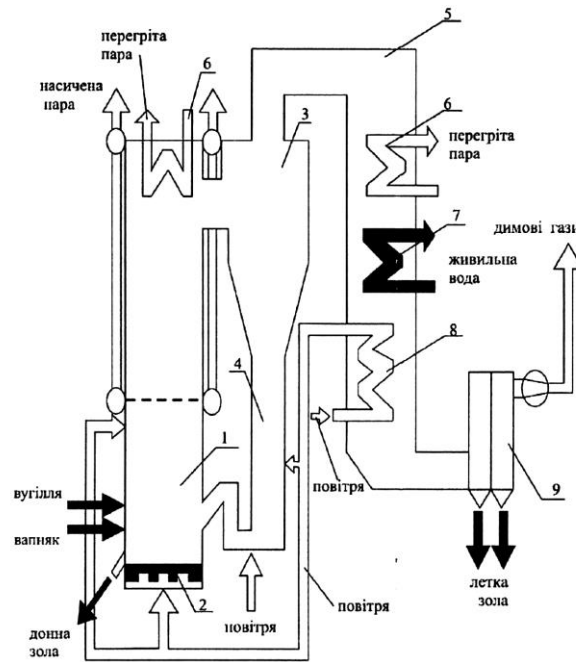 перегріта
пара
6
5
насичена
пара
3
6
перегріта
пара
7
димові гази
живильна
вода
8
4
1
повітря
9
вугілля
вапняк
2
летка
зола
донна
зола
повітря
повітря